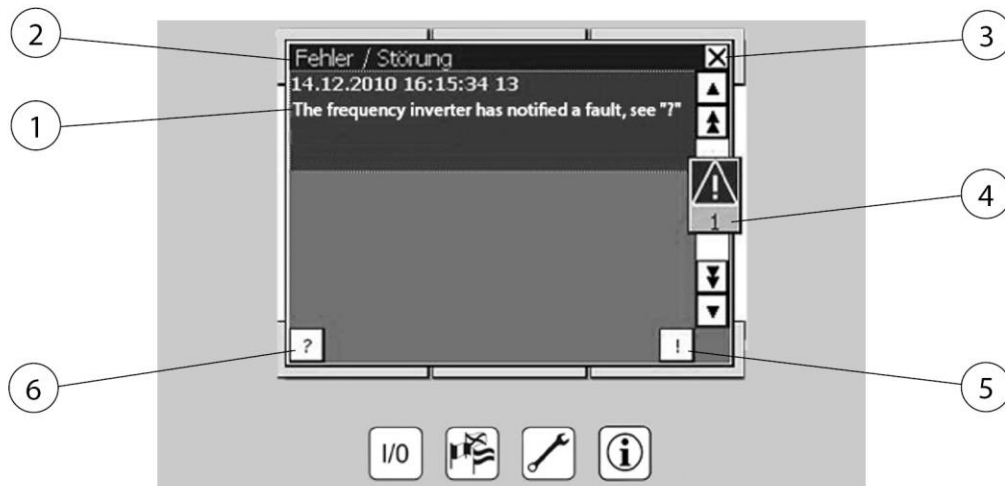 2
3
Fehler / Störung
14.12.2010 16:15:34 13
1
The frequency inverter has notified a fault, see "?"
4
1
?
!
6
5
I/0